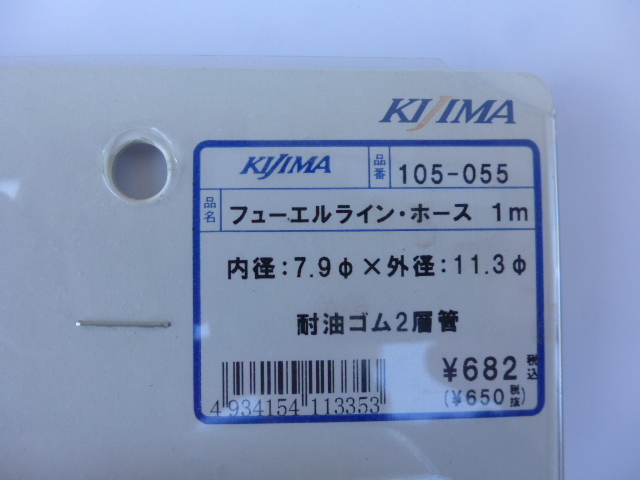 KIJIMA
KIJIMA 品番 105-055
品名 フューエルライン・ホース 1m
内径:7.9φ×外径:11.3φ
耐油ゴム2層管
¥682 税込
(¥650 税抜)
4 934154 113353